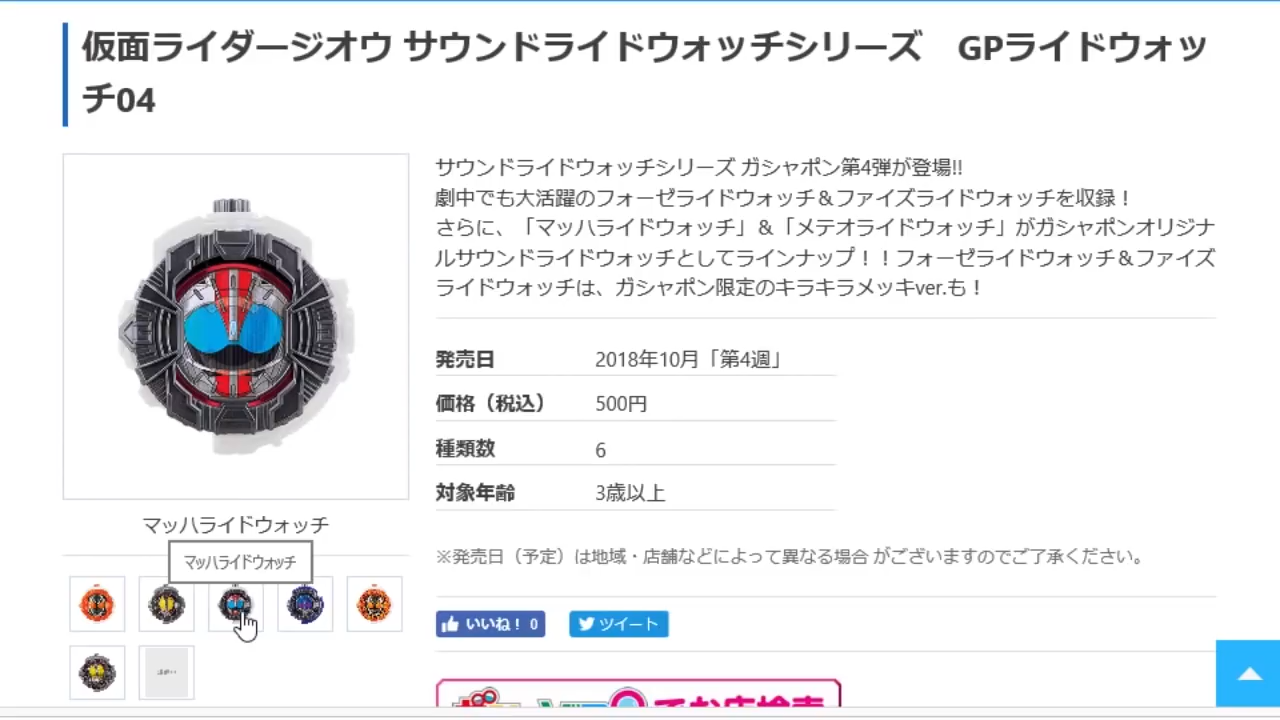 仮面ライダージオウ サウンドライドウォッチシリーズ　GPライドウォッ
チ04
サウンドライドウォッチシリーズ ガシャポン第4弾が登場!!
劇中でも大活躍のフォーゼライドウォッチ＆ファイズライドウォッチを収録！
さらに、「マッハライドウォッチ」＆「メテオライドウォッチ」がガシャポンオリジナ
ルサウンドライドウォッチとしてラインナップ！！フォーゼライドウォッチ＆ファイズ
ライドウォッチは、ガシャポン限定のキラキラメッキver.も！
発売日 2018年10月「第4週」
価格（税込） 500円
種類数 6
対象年齢 3歳以上
マッハライドウォッチ
マッハライドウォッチ
※発売日（予定）は地域・店舗などによって異なる場合 がございますのでご了承ください。
いいね！ 0
ツイート
でお店検索